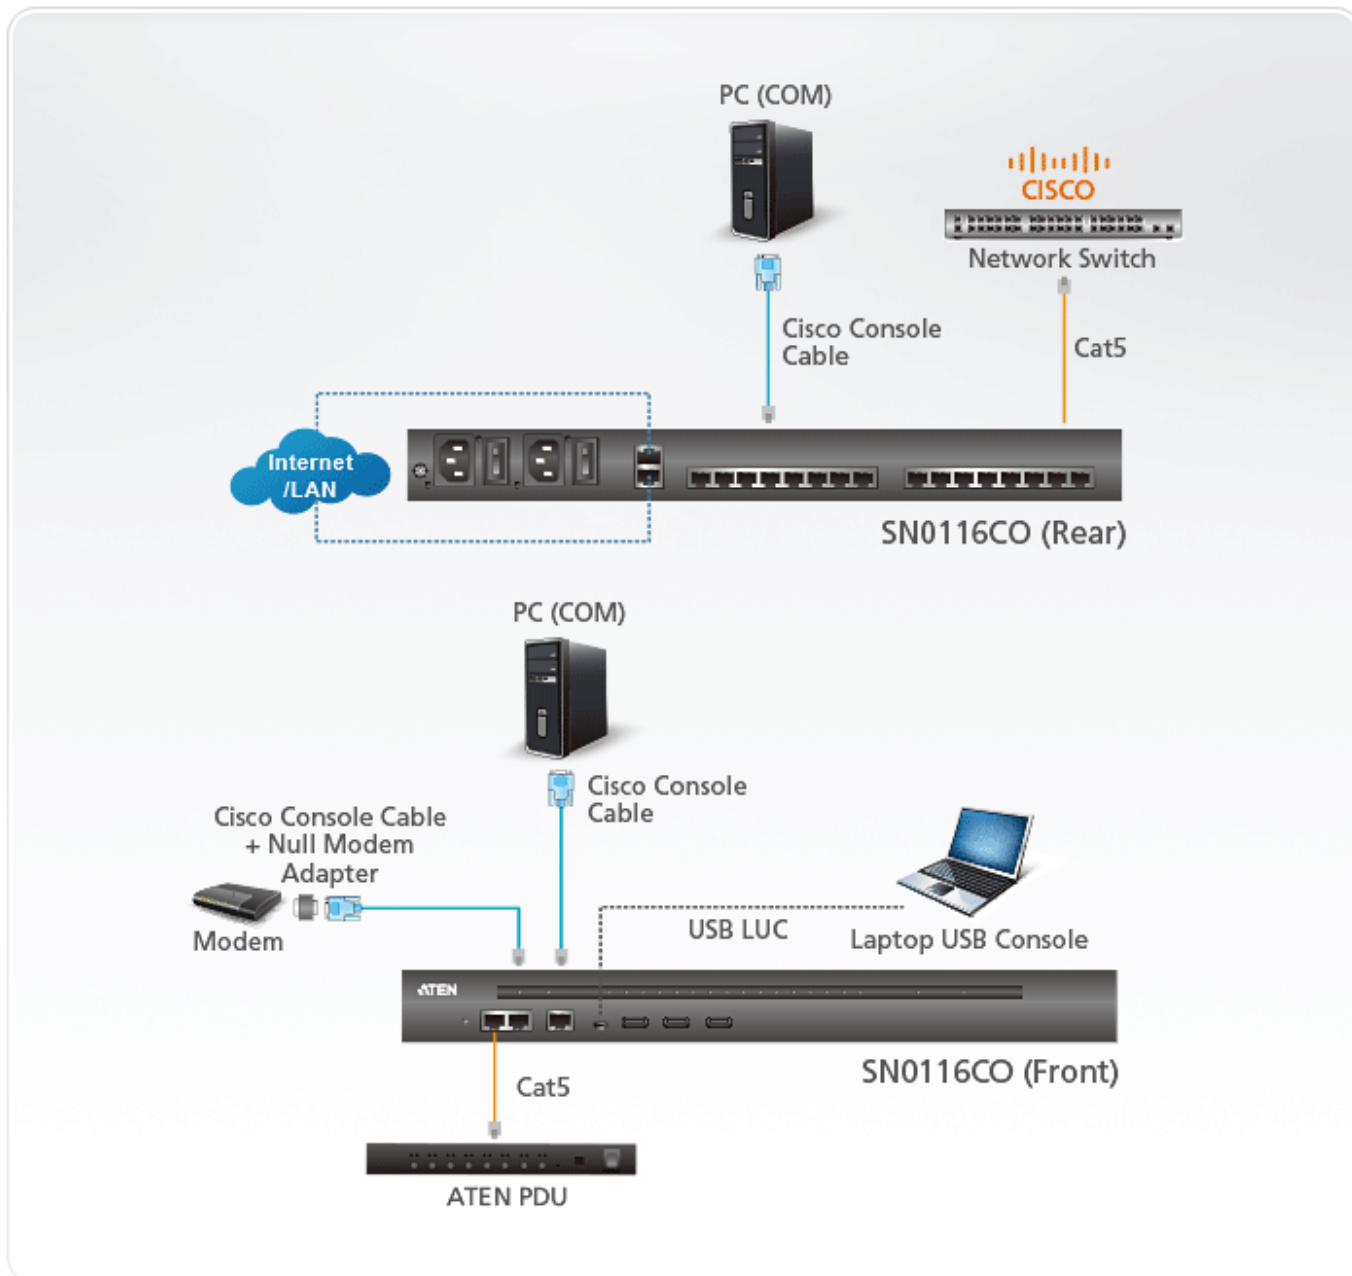 PC (COM)
CISCO
Network Switch
Cisco Console
Cable
Cat5
Internet
/LAN
SN0116CO (Rear)
PC (COM)
Cisco Console
Cable
Cisco Console Cable
+ Null Modem
Adapter
Modem
USB LUC
Laptop USB Console
ATEN
SN0116CO (Front)
Cat5
ATEN PDU